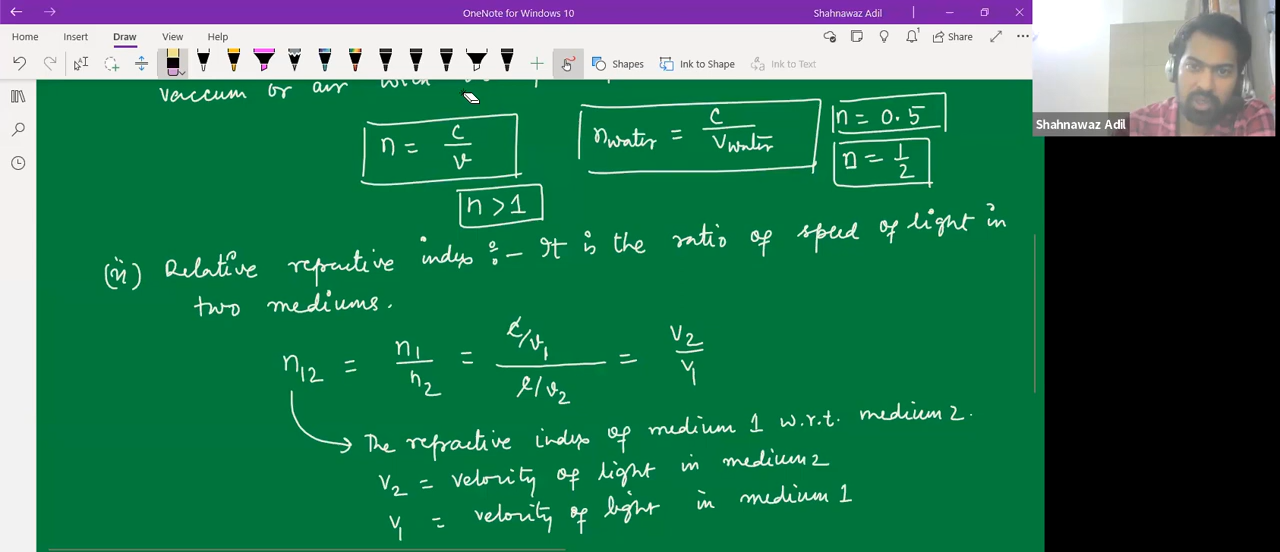 OneNote for Windows 10
Shahnawaz Adil
Home Insert Draw View Help
Share
Shapes Ink to Shape Ink to Text
Shahnawaz Adil
vaccum or air with
n = c/v
n water = c/v water
n = 0.5
n = 1/2
n > 1
(ii) Relative refractive index :- It is the ratio of speed of light in
two mediums.
n12 = n1/n2 = (c/v1)/(c/v2) = v2/v1
→ The refractive index of medium 1 w.r.t. medium 2.
v2 = velocity of light in medium 2
v1 = velocity of light in medium 1